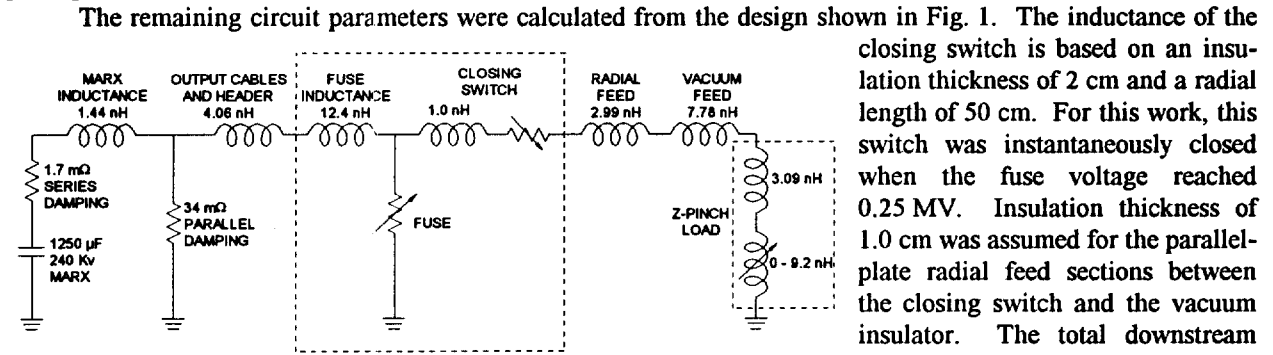 The remaining circuit parameters were calculated from the design shown in Fig. 1. The inductance of the
closing switch is based on an insu-
lation thickness of 2 cm and a radial
length of 50 cm. For this work, this
switch was instantaneously closed
when the fuse voltage reached
0.25 MV. Insulation thickness of
1.0 cm was assumed for the parallel-
plate radial feed sections between
the closing switch and the vacuum
insulator. The total downstream
MARX
INDUCTANCE
1.44 nH
OUTPUT CABLES
AND HEADER
4.06 nH
FUSE
INDUCTANCE
12.4 nH
CLOSING
SWITCH
1.0 nH
RADIAL
FEED
2.99 nH
VACUUM
FEED
7.78 nH
1.7 mΩ
SERIES
DAMPING
34 mΩ
PARALLEL
DAMPING
1250 µF
240 Kv
MARX
FUSE
Z-PINCH
LOAD
3.09 nH
0 - 9.2 nH